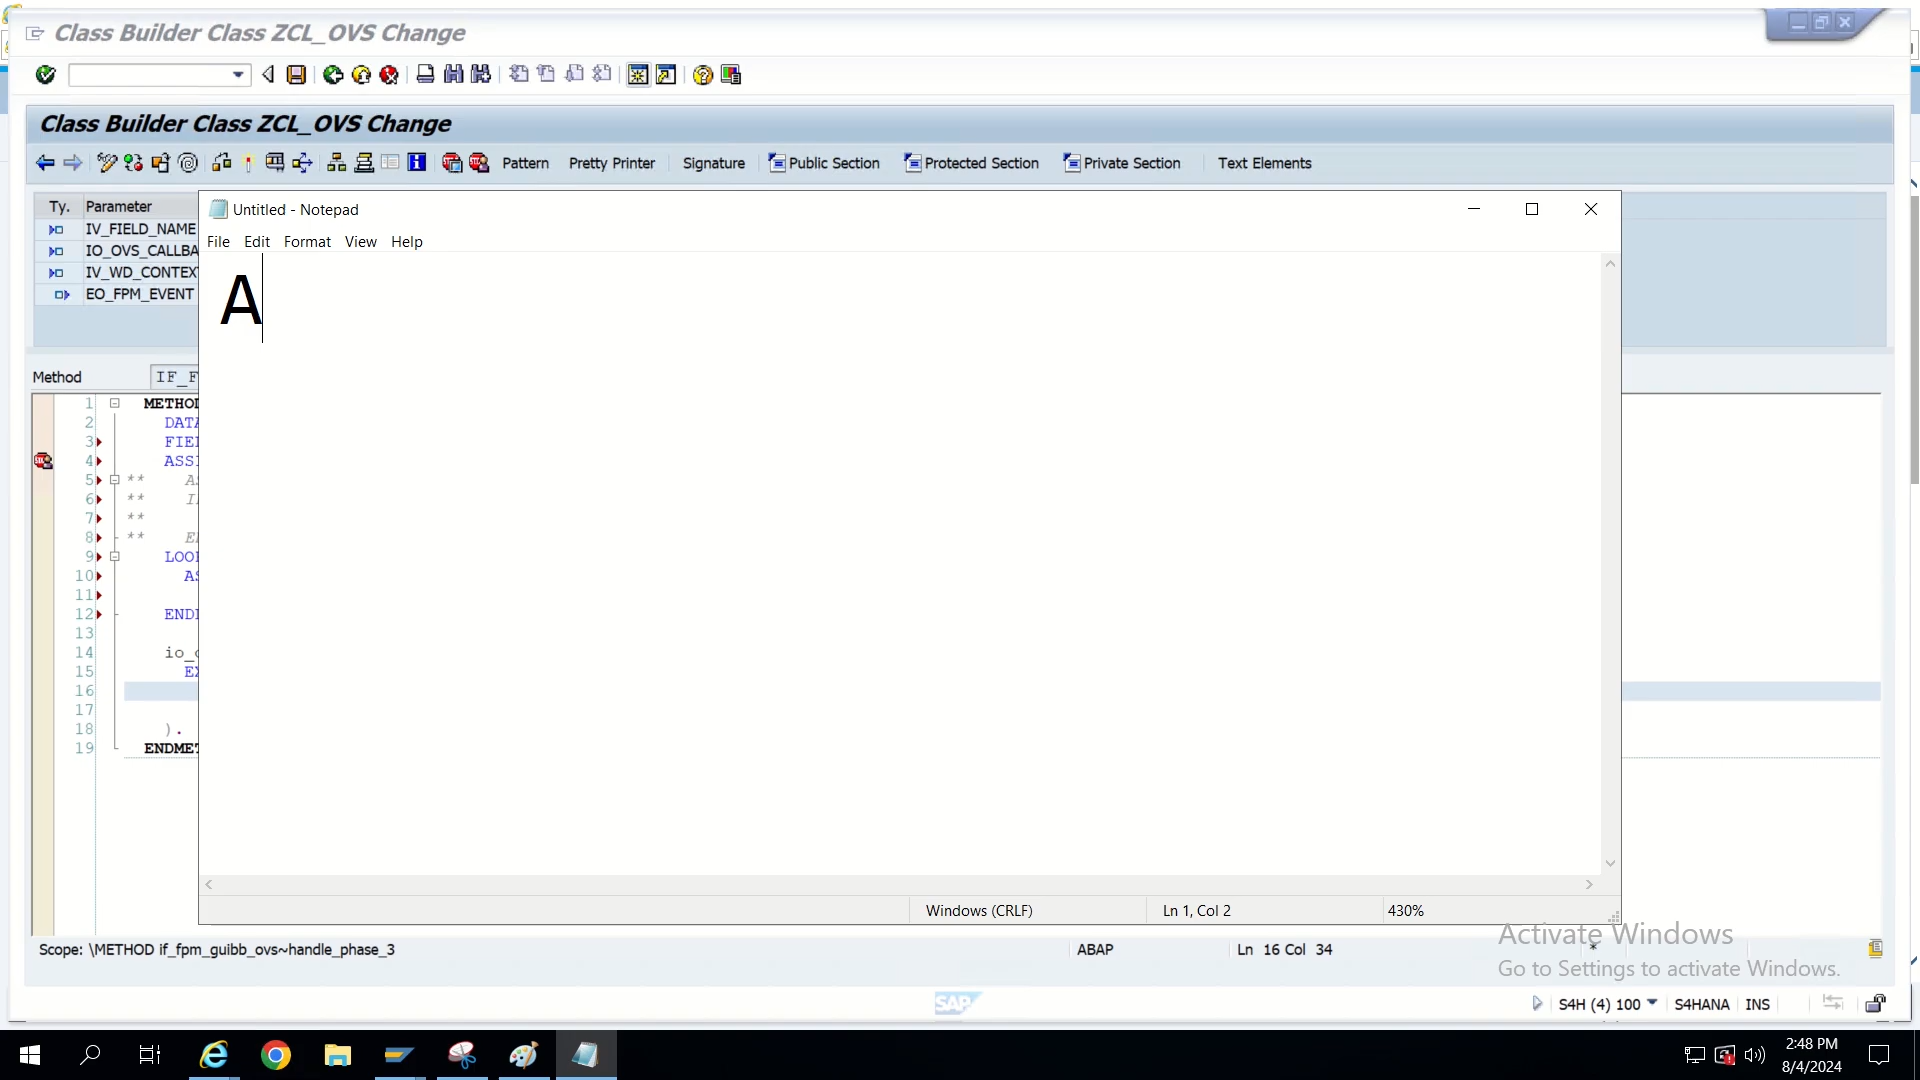 Class Builder Class ZCL_OVS Change
Class Builder Class ZCL_OVS Change
Pattern Pretty Printer Signature Public Section Protected Section Private Section Text Elements
Ty. Parameter
IV_FIELD_NAME
IO_OVS_CALLBA
IV_WD_CONTEX
EO_FPM_EVENT
Untitled - Notepad
File Edit Format View Help
A
Method IF_F
1 METHOD
2 DATA
3 FIE
4 ASS
5 ** A
6 ** I
7 **
8 ** E
9 LOO
10 A
11
12 END
13
14 io_
15 E
16
17
18 ).
19 ENDMET
Windows (CRLF) Ln 1, Col 2 430%
Scope: \METHOD if_fpm_guibb_ovs~handle_phase_3 ABAP Ln 16 Col 34 *
Activate Windows
Go to Settings to activate Windows.
SAP S4H (4) 100 S4HANA INS
2:48 PM
8/4/2024